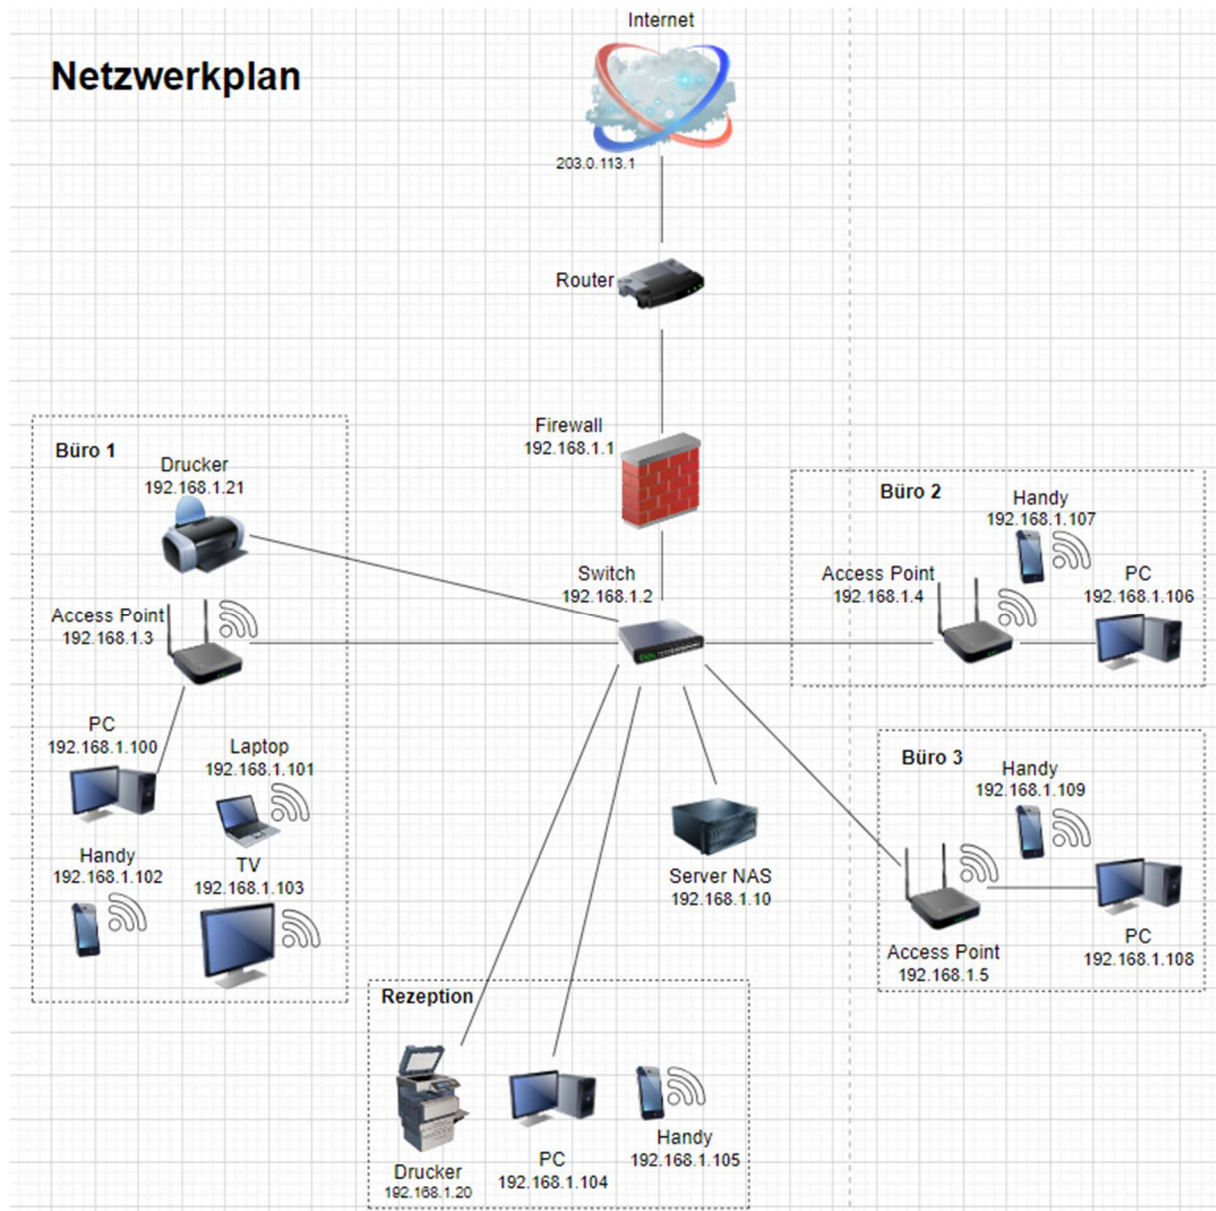 Internet
Netzwerkplan
203.0.113.1
Router
Firewall
192.168.1.1
Büro 1
Drucker
192.168.1.21
Access Point
192.168.1.3
PC
192.168.1.100
Laptop
192.168.1.101
Handy
192.168.1.102
TV
192.168.1.103
Switch
192.168.1.2
Büro 2
Handy
192.168.1.107
Access Point
192.168.1.4
PC
192.168.1.106
Büro 3
Handy
192.168.1.109
Access Point
192.168.1.5
PC
192.168.1.108
Server NAS
192.168.1.10
Rezeption
Drucker
192.168.1.20
PC
192.168.1.104
Handy
192.168.1.105